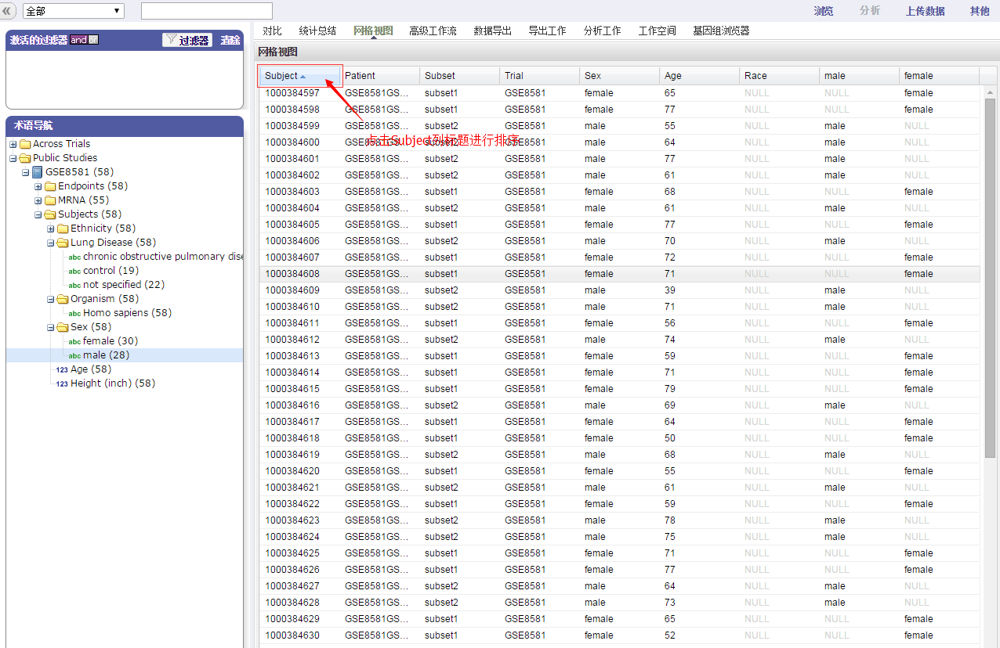 全部
浏览 分析 上传数据 其他
激活的过滤器 and or 过滤器 清除
术语导航
Across Trials
Public Studies
GSE8581 (58)
Endpoints (58)
MRNA (55)
Subjects (58)
Ethnicity (58)
Lung Disease (58)
abc chronic obstructive pulmonary dise
abc control (19)
abc not specified (22)
Organism (58)
abc Homo sapiens (58)
Sex (58)
abc female (30)
abc male (28)
123 Age (58)
123 Height (inch) (58)
对比 统计总结 网格视图 高级工作流 数据导出 导出工作 分析工作 工作空间 基因组浏览器
网格视图
Subject Patient Subset Trial Sex Age Race male female
1000384597 GSE8581GS... subset1 GSE8581 female 65 NULL NULL female
1000384598 GSE8581GS... subset1 GSE8581 female 77 NULL NULL female
1000384599 GSE8581GS... subset2 GSE8581 male 55 NULL male NULL
点击Subject列标题进行排序
1000384600 GSE8581GS... subset2 GSE8581 male 64 NULL male NULL
1000384601 GSE8581GS... subset2 GSE8581 male 77 NULL male NULL
1000384602 GSE8581GS... subset2 GSE8581 male 61 NULL male NULL
1000384603 GSE8581GS... subset1 GSE8581 female 68 NULL NULL female
1000384604 GSE8581GS... subset2 GSE8581 male 61 NULL male NULL
1000384605 GSE8581GS... subset1 GSE8581 female 77 NULL NULL female
1000384606 GSE8581GS... subset2 GSE8581 male 70 NULL male NULL
1000384607 GSE8581GS... subset1 GSE8581 female 72 NULL NULL female
1000384608 GSE8581GS... subset1 GSE8581 female 71 NULL NULL female
1000384609 GSE8581GS... subset2 GSE8581 male 39 NULL male NULL
1000384610 GSE8581GS... subset2 GSE8581 male 71 NULL male NULL
1000384611 GSE8581GS... subset1 GSE8581 female 56 NULL NULL female
1000384612 GSE8581GS... subset2 GSE8581 male 74 NULL male NULL
1000384613 GSE8581GS... subset1 GSE8581 female 59 NULL NULL female
1000384614 GSE8581GS... subset1 GSE8581 female 71 NULL NULL female
1000384615 GSE8581GS... subset1 GSE8581 female 79 NULL NULL female
1000384616 GSE8581GS... subset2 GSE8581 male 69 NULL male NULL
1000384617 GSE8581GS... subset1 GSE8581 female 64 NULL NULL female
1000384618 GSE8581GS... subset1 GSE8581 female 50 NULL NULL female
1000384619 GSE8581GS... subset2 GSE8581 male 68 NULL male NULL
1000384620 GSE8581GS... subset1 GSE8581 female 55 NULL NULL female
1000384621 GSE8581GS... subset2 GSE8581 male 61 NULL male NULL
1000384622 GSE8581GS... subset1 GSE8581 female 59 NULL NULL female
1000384623 GSE8581GS... subset2 GSE8581 male 78 NULL male NULL
1000384624 GSE8581GS... subset2 GSE8581 male 75 NULL male NULL
1000384625 GSE8581GS... subset1 GSE8581 female 71 NULL NULL female
1000384626 GSE8581GS... subset1 GSE8581 female 77 NULL NULL female
1000384627 GSE8581GS... subset2 GSE8581 male 64 NULL male NULL
1000384628 GSE8581GS... subset2 GSE8581 male 73 NULL male NULL
1000384629 GSE8581GS... subset1 GSE8581 female 65 NULL NULL female
1000384630 GSE8581GS... subset1 GSE8581 female 52 NULL NULL female